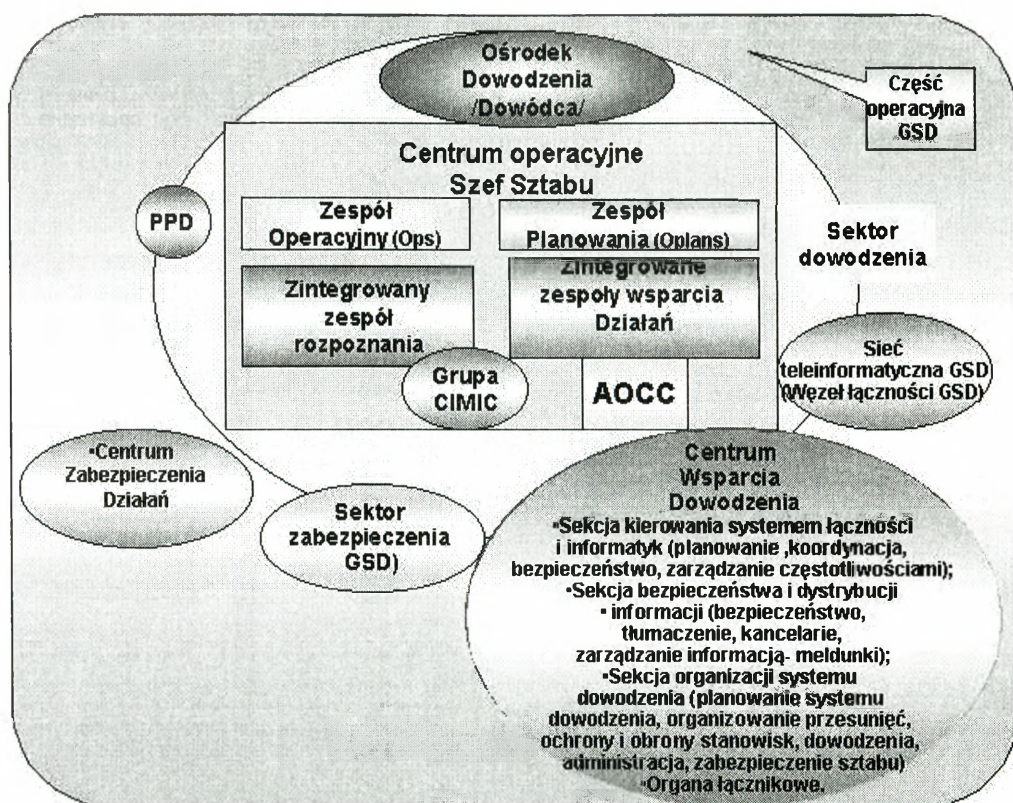 Ośrodek
Dowodzenia
/Dowódca/
Część
operacyjna
GSD
Centrum operacyjne
Szef Sztabu
PPD
Zespół
Operacyjny (Ops)
Zespół
Planowania (Oplans)
Sektor
dowodzenia
Zintegrowany
zespół
rozpoznania
Zintegrowane
zespoły wsparcia
Działań
Grupa
CIMIC
AOCC
Sieć
teleinformatyczna GSD
(Węzeł łączności GSD)
▪Centrum
Zabezpieczenia
Działań
Sektor
zabezpieczenia
GSD)
Centrum
Wsparcia
Dowodzenia
▪Sekcja kierowania systemem łączności
i informatyk (planowanie ,koordynacja,
bezpieczeństwo, zarządzanie częstotliwościami);
▪Sekcja bezpieczeństwa i dystrybucji
▪ informacji (bezpieczeństwo,
tłumaczenie, kancelarie,
zarządzanie informacją- meldunki);
▪Sekcja organizacji systemu
dowodzenia (planowanie systemu
dowodzenia, organizowanie przesunięć,
ochrony i obrony stanowisk, dowodzenia,
administracja, zabezpieczenie sztabu)
▪Organa łącznikowe.